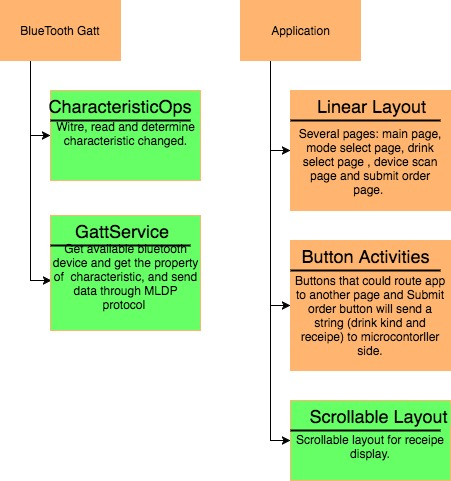 BlueTooth Gatt
CharacteristicOps
Witre, read and determine
characteristic changed.
GattService
Get available bluetooth
device and get the property
of characteristic, and send
data through MLDP
protocol
Application
Linear Layout
Several pages: main page,
mode select page, drink
select page , device scan
page and submit order
page.
Button Activities
Buttons that could route app
to another page and Submit
order button will send a
string (drink kind and
receipe) to microcontorller
side.
Scrollable Layout
Scrollable layout for receipe
display.